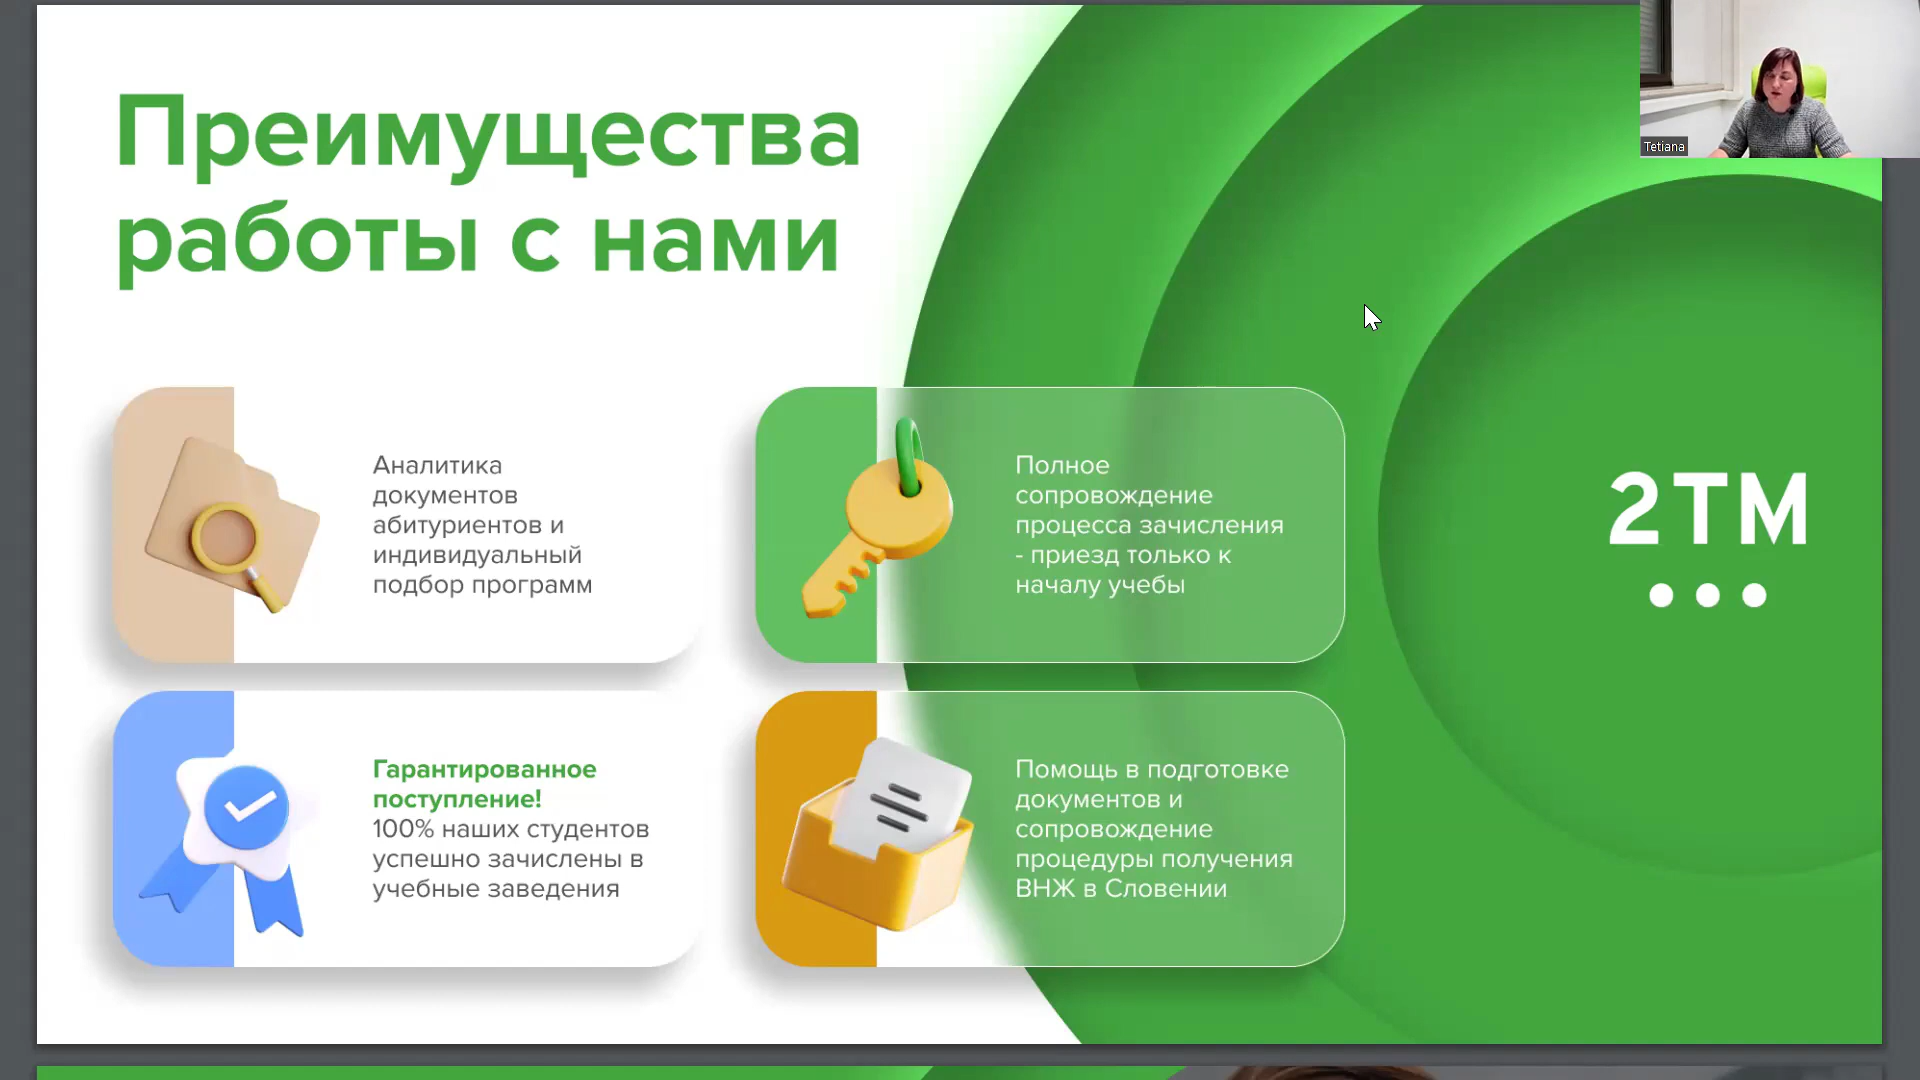 Преимущества
работы с нами
Аналитика
документов
абитуриентов и
индивидуальный
подбор программ
Полное
сопровождение
процесса зачисления
- приезд только к
началу учебы
Гарантированное
поступление!
100% наших студентов
успешно зачислены в
учебные заведения
Помощь в подготовке
документов и
сопровождение
процедуры получения
ВНЖ в Словении
2TM
Tetiana